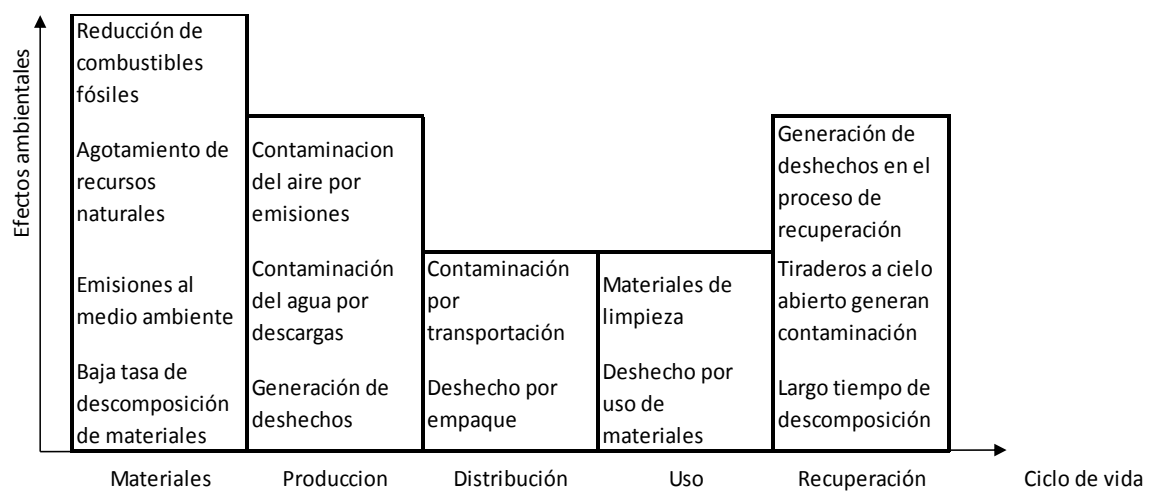 Efectos ambientales
Reducción de
combustibles
fósiles
Agotamiento de
recursos
naturales
Emisiones al
medio ambiente
Baja tasa de
descomposición
de materiales
Contaminacion
del aire por
emisiones
Contaminación
del agua por
descargas
Generación de
deshechos
Contaminación
por
transportación
Deshecho por
empaque
Materiales de
limpieza
Deshecho por
uso de
materiales
Generación de
deshechos en el
proceso de
recuperación
Tiraderos a cielo
abierto generan
contaminación
Largo tiempo de
descomposición
Materiales
Produccion
Distribución
Uso
Recuperación
Ciclo de vida